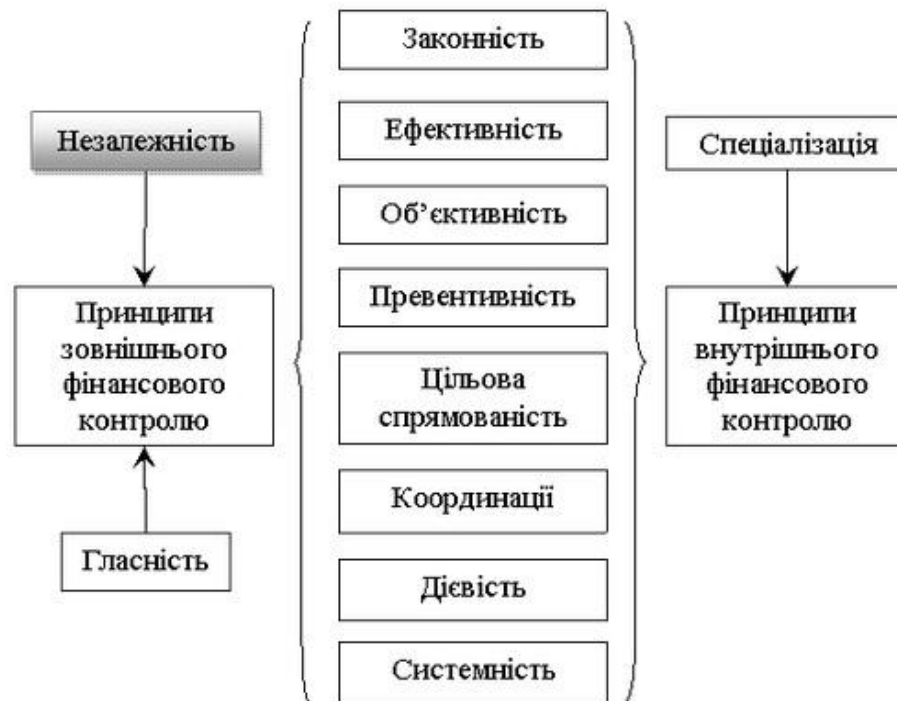 Законність
Незалежність
Ефективність
Спеціалізація
Об’єктивність
Превентивність
Принципи
зовнішнього
фінансового
контролю
Цільова
спрямованість
Принципи
внутрішнього
фінансового
контролю
Координації
Гласність
Дієвість
Системність